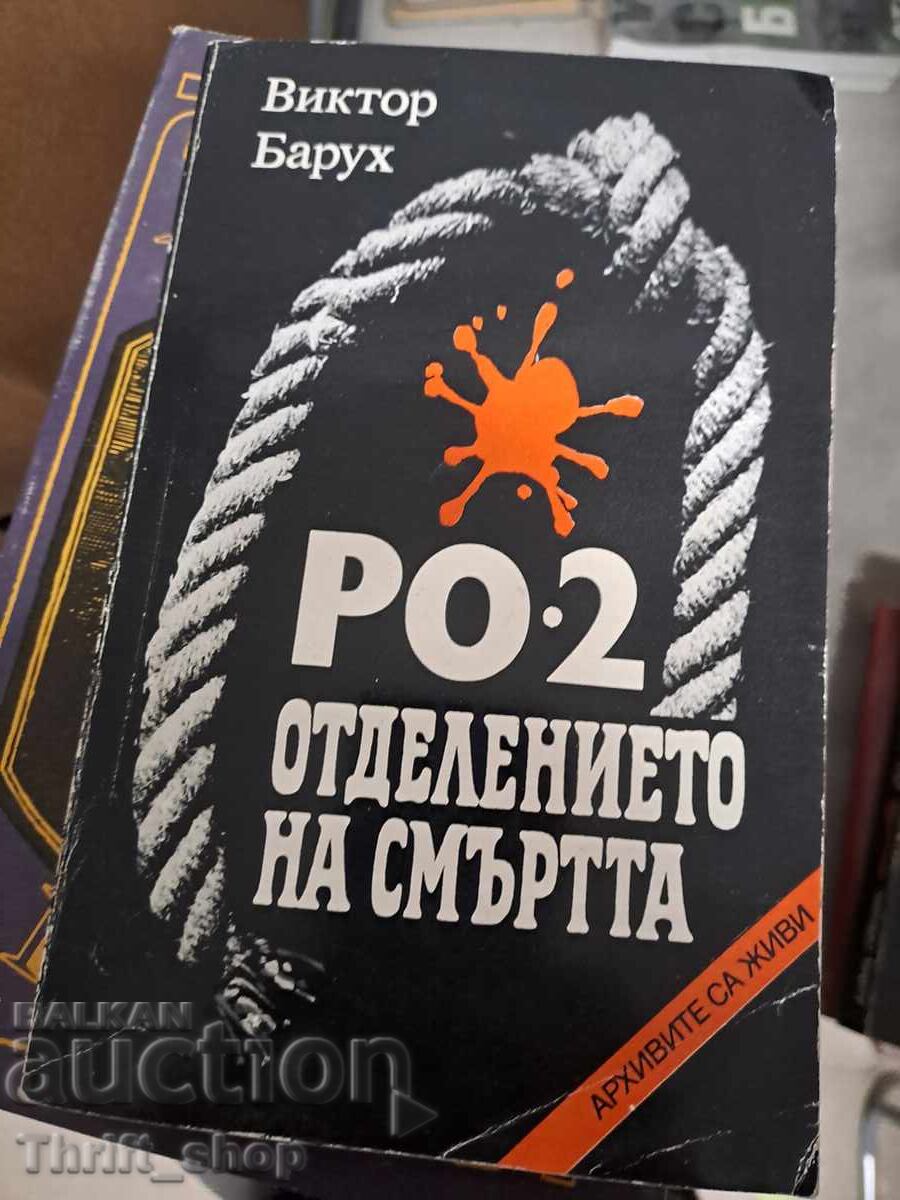 Виктор
Барух
РО·2
ОТДЕЛЕНИЕТО
НА СМЪРТТА
АРХИВИТЕ СА ЖИВИ
BALKAN
auction
Thrift_shop